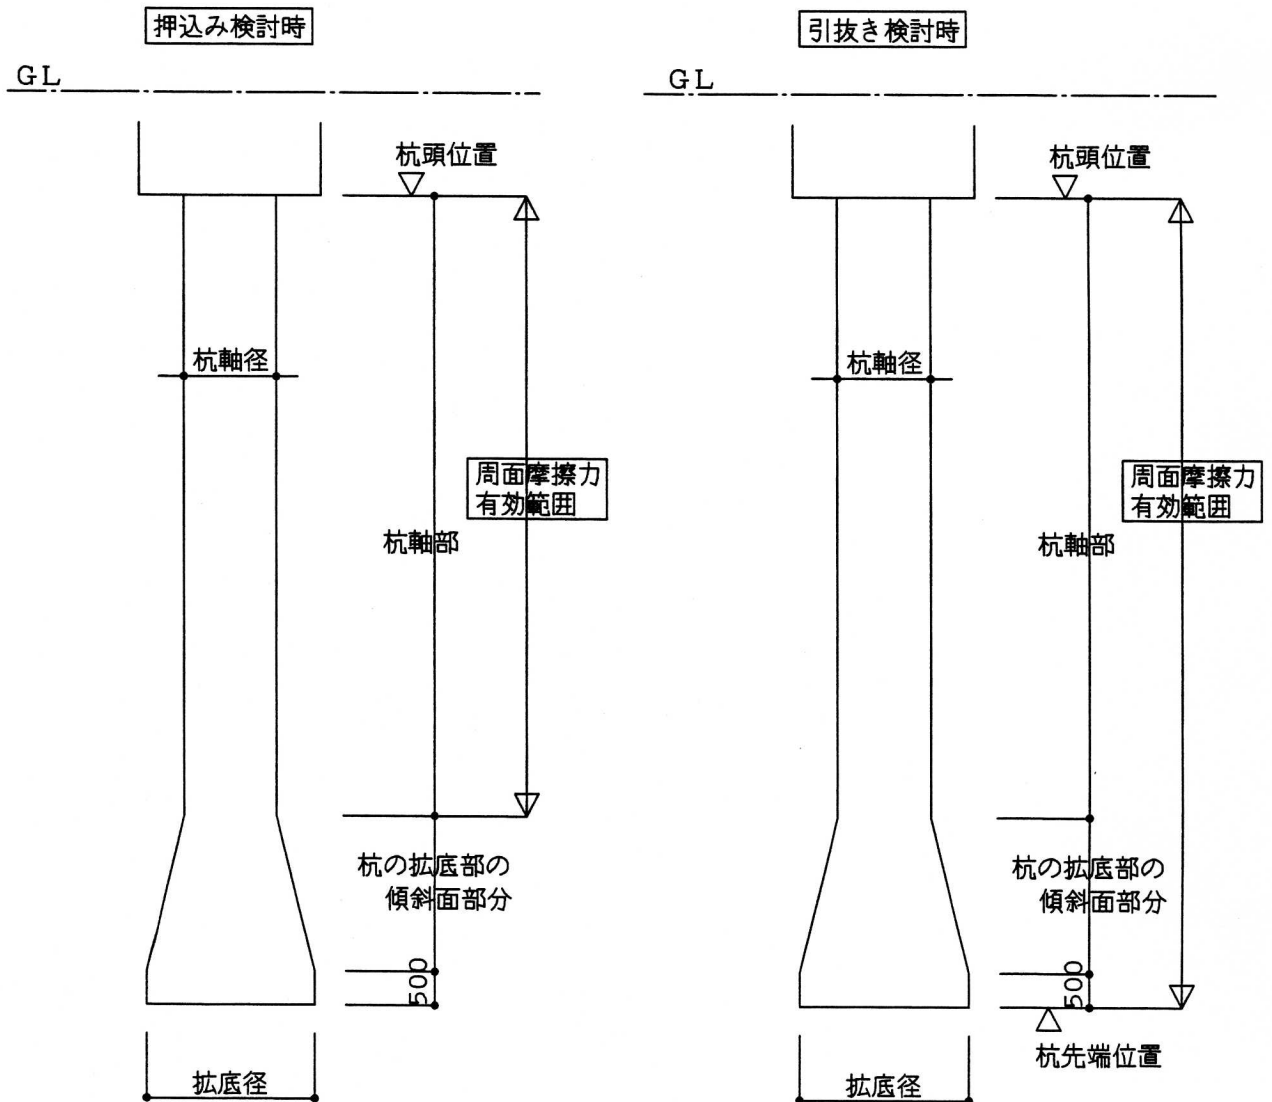 押込み検討時
GL
杭頭位置
杭軸径
周面摩擦力
有効範囲
杭軸部
杭の拡底部の
傾斜面部分
500
拡底径
引抜き検討時
GL
杭頭位置
杭軸径
周面摩擦力
有効範囲
杭軸部
杭の拡底部の
傾斜面部分
500
杭先端位置
拡底径